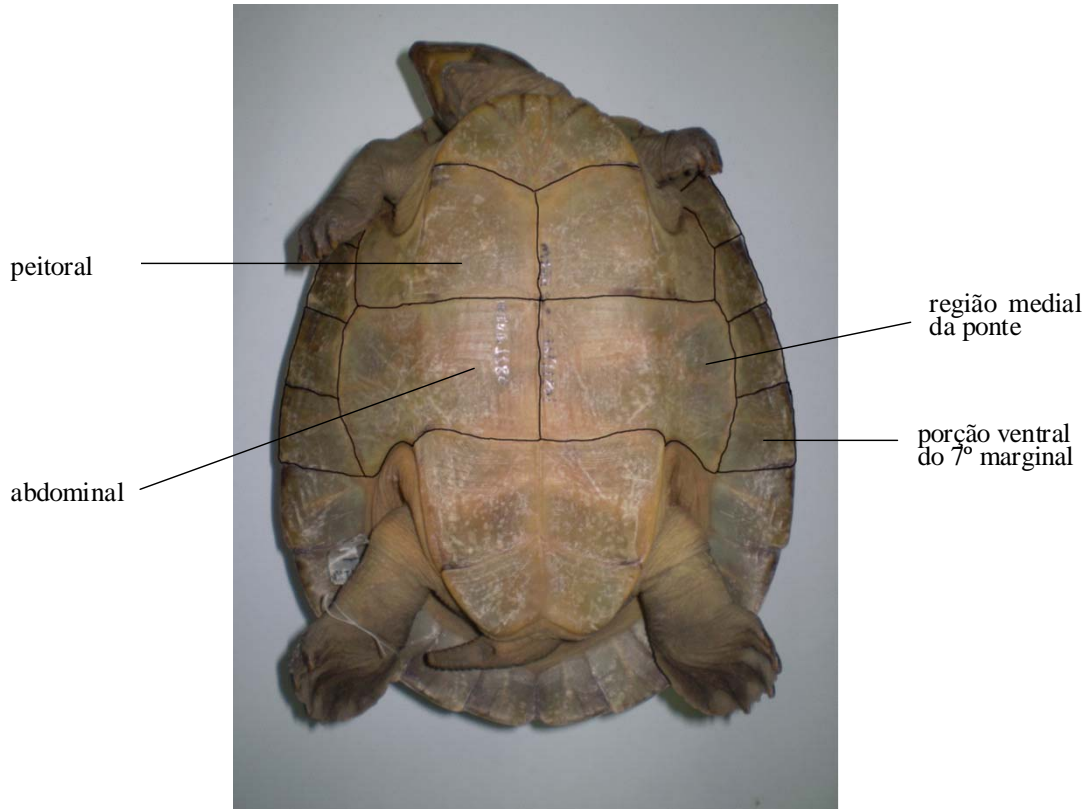 peitoral
região medial
da ponte
porção ventral
do 7º marginal
abdominal